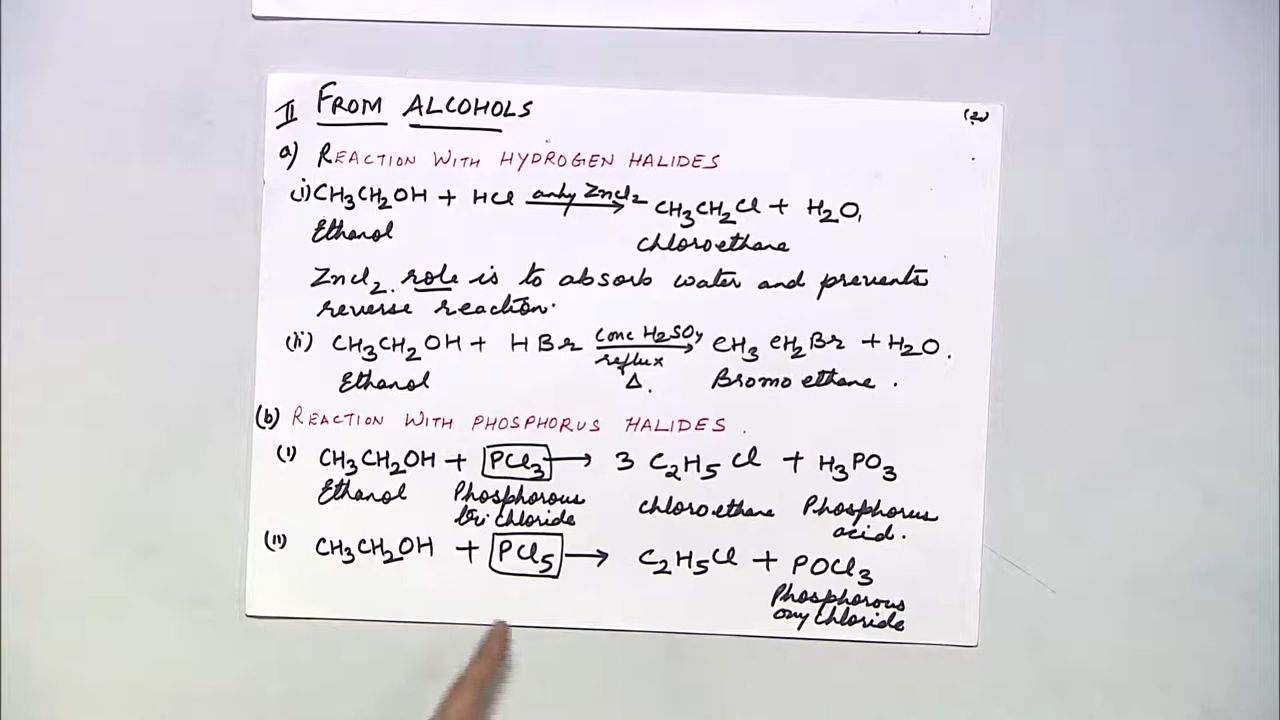 II FROM ALCOHOLS
(2)
a) REACTION WITH HYDROGEN HALIDES
(i) CH3CH2OH + HCl anhy ZnCl2 → CH3CH2Cl + H2O,
Ethanol chloroethane
ZnCl2 role is to absorb water and prevents
reverse reaction.
(ii) CH3CH2OH + HBr Conc H2SO4 reflux Δ. → CH3CH2Br + H2O.
Ethanol Bromoethane.
(b) REACTION WITH PHOSPHORUS HALIDES.
(i) CH3CH2OH + PCl3 → 3 C2H5Cl + H3PO3
Ethanol Phosphorous tri chloride chloroethane Phosphorus acid.
(ii) CH3CH2OH + PCl5 → C2H5Cl + POCl3
Phosphorous
oxy chloride